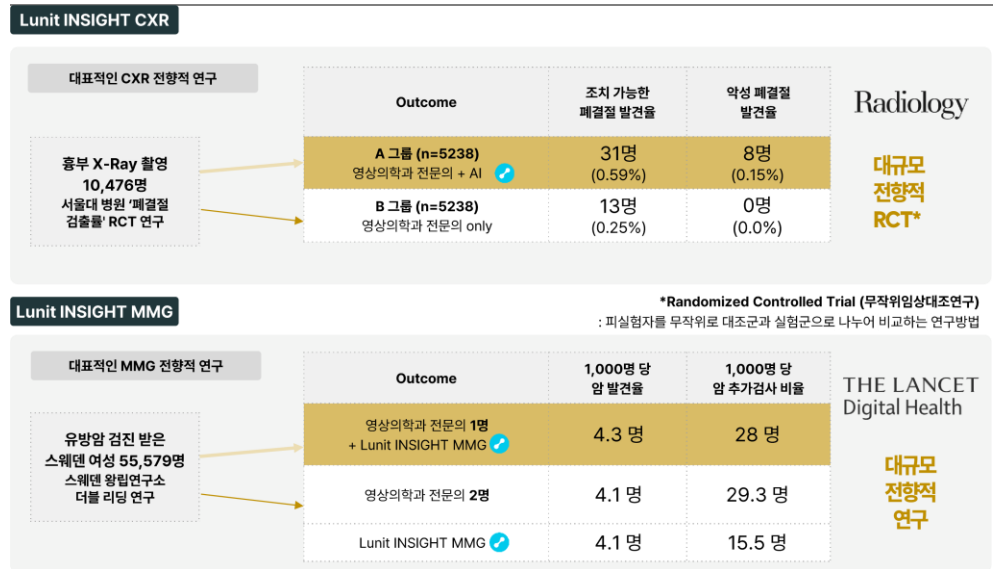 Lunit INSIGHT CXR
대표적인 CXR 전향적 연구
흉부 X-Ray 촬영
10,476명
서울대 병원 ‘폐결절
검출률' RCT 연구
Outcome
조치 가능한
폐결절 발견율
악성 폐결절
발견율
A 그룹 (n=5238)
영상의학과 전문의 + AI
31명
(0.59%)
8명
(0.15%)
B 그룹 (n=5238)
영상의학과 전문의 only
13명
(0.25%)
0명
(0.0%)
Radiology
대규모
전향적
RCT*
*Randomized Controlled Trial (무작위임상대조연구)
: 피실험자를 무작위로 대조군과 실험군으로 나누어 비교하는 연구방법
Lunit INSIGHT MMG
대표적인 MMG 전향적 연구
유방암 검진 받은
스웨덴 여성 55,579명
스웨덴 왕립연구소
더블 리딩 연구
Outcome
1,000명 당
암 발견율
1,000명 당
암 추가검사 비율
영상의학과 전문의 1명
+ Lunit INSIGHT MMG
4.3 명
28 명
영상의학과 전문의 2명
4.1 명
29.3 명
Lunit INSIGHT MMG
4.1 명
15.5 명
THE LANCET
Digital Health
대규모
전향적
연구